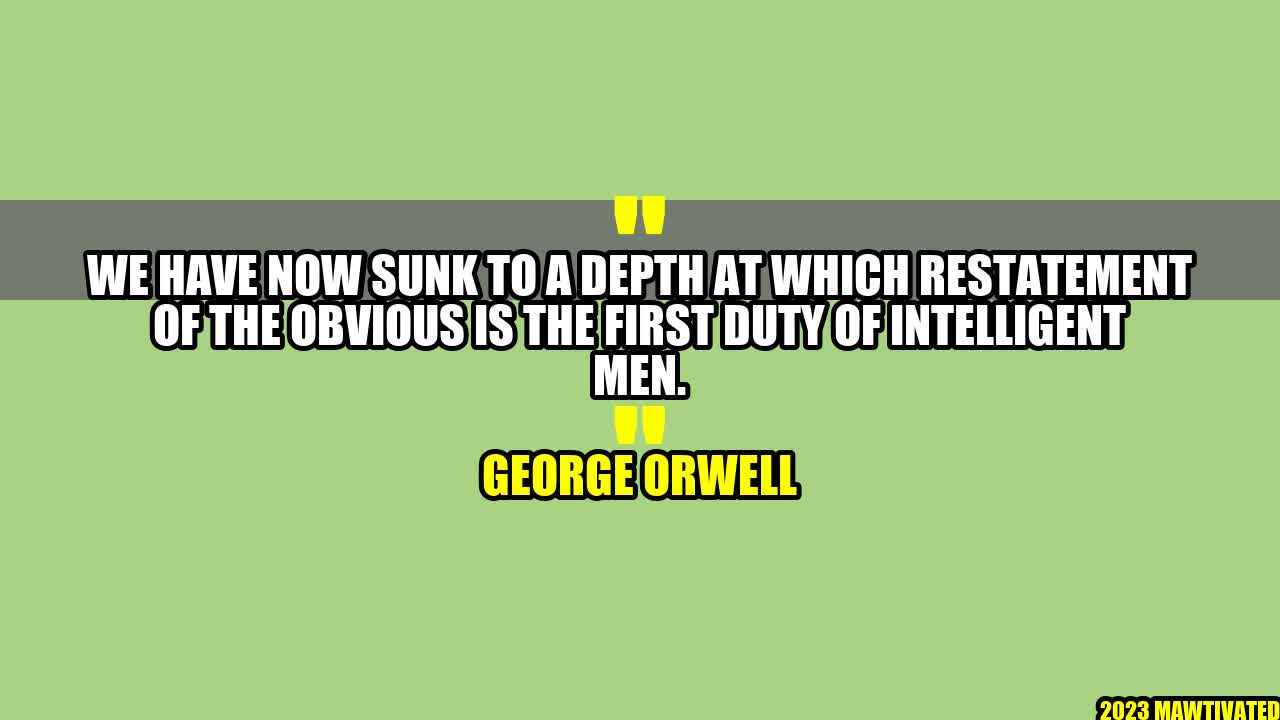 "
WE HAVE NOW SUNK TO A DEPTH AT WHICH RESTATEMENT
OF THE OBVIOUS IS THE FIRST DUTY OF INTELLIGENT
MEN.
"
GEORGE ORWELL
2023 MAWTIVATED